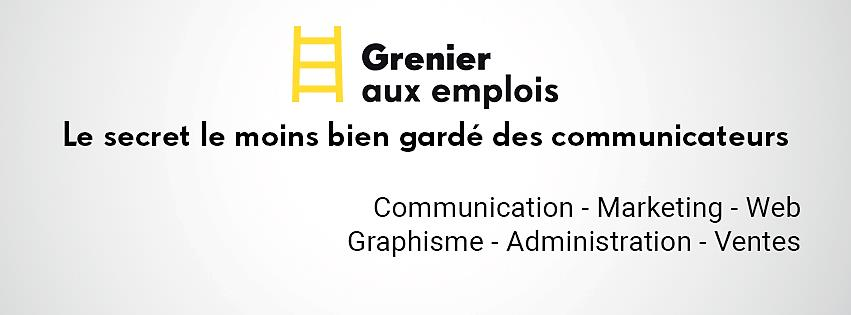 Grenier
aux emplois
Le secret le moins bien gardé des communicateurs
Communication - Marketing - Web
Graphisme - Administration - Ventes